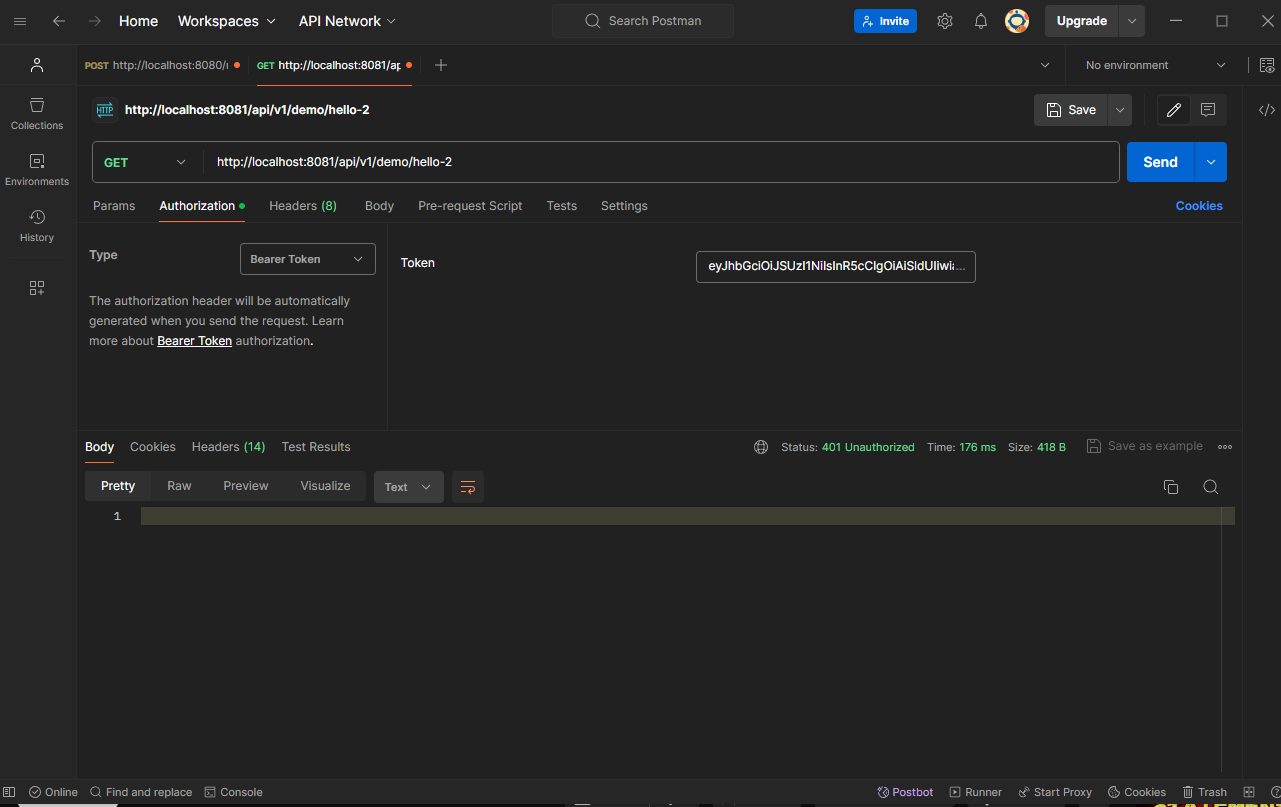 Home Workspaces API Network Search Postman Invite Upgrade
POST http://localhost:8080/ GET http://localhost:8081/ap No environment
HTTP http://localhost:8081/api/v1/demo/hello-2 Save
Collections
GET http://localhost:8081/api/v1/demo/hello-2 Send
Environments
Params Authorization Headers (8) Body Pre-request Script Tests Settings Cookies
History
Type Bearer Token Token
The authorization header will be automatically
generated when you send the request. Learn
more about Bearer Token authorization.
Body Cookies Headers (14) Test Results Status: 401 Unauthorized Time: 176 ms Size: 418 B Save as example
Pretty Raw Preview Visualize Text
1
Online Find and replace Console Postbot Runner Start Proxy Cookies Trash